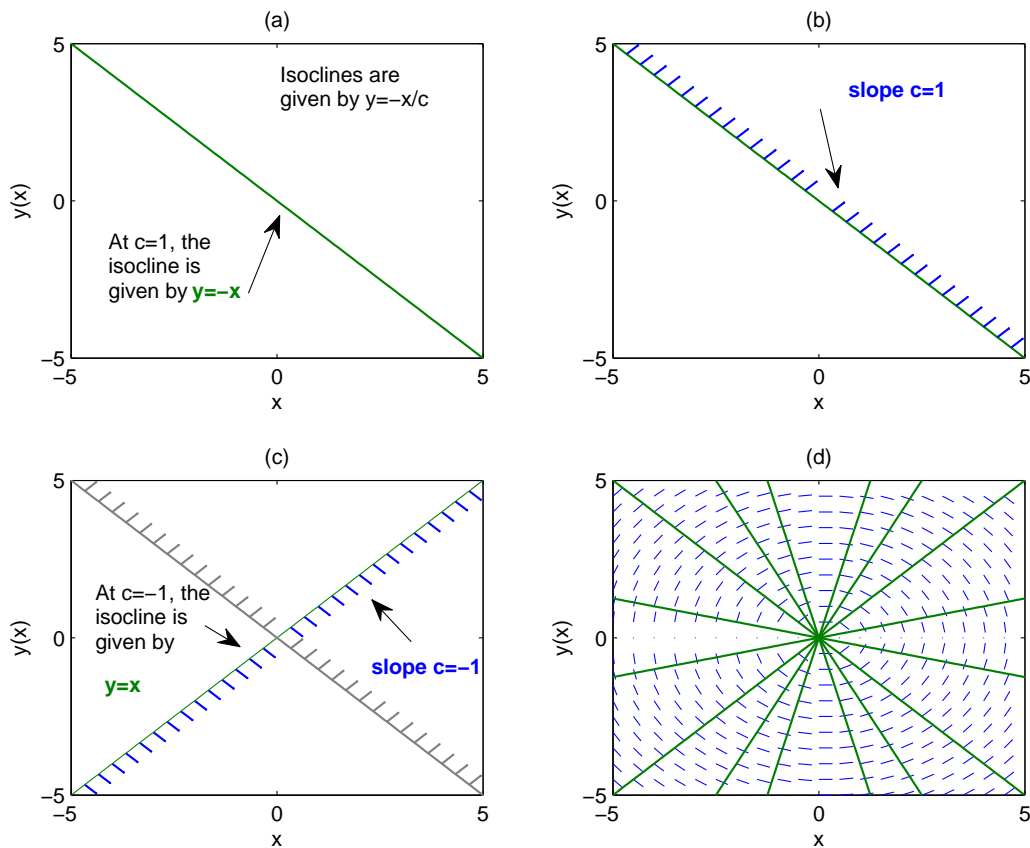 (a)
Isoclines are
given by y=−x/c
At c=1, the
isocline is
given by y=−x
5
0
−5
−5
0
5
x
y(x)
(b)
slope c=1
5
0
−5
−5
0
5
x
y(x)
(c)
At c=−1, the
isocline is
given by
y=x
slope c=−1
5
0
−5
−5
0
5
x
y(x)
(d)
5
0
−5
−5
0
5
x
y(x)